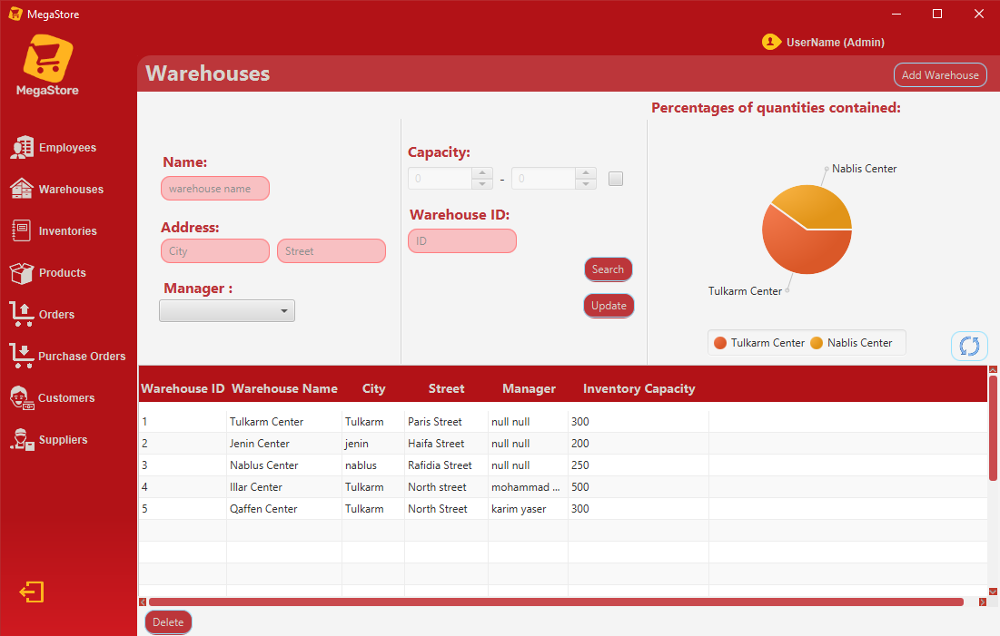 MegaStore
UserName (Admin)
MegaStore
Warehouses
Add Warehouse
Employees
Warehouses
Inventories
Products
Orders
Purchase Orders
Customers
Suppliers
Name:
warehouse name
Address:
City Street
Manager :
Capacity:
0 - 0
Warehouse ID:
ID
Search
Update
Percentages of quantities contained:
Nablis Center
Tulkarm Center
Tulkarm Center Nablis Center
Warehouse ID Warehouse Name City Street Manager Inventory Capacity
1 Tulkarm Center Tulkarm Paris Street null null 300
2 Jenin Center jenin Haifa Street null null 200
3 Nablus Center nablus Rafidia Street null null 250
4 Illar Center Tulkarm North street mohammad ... 500
5 Qaffen Center Tulkarm North Street karim yaser 300
Delete